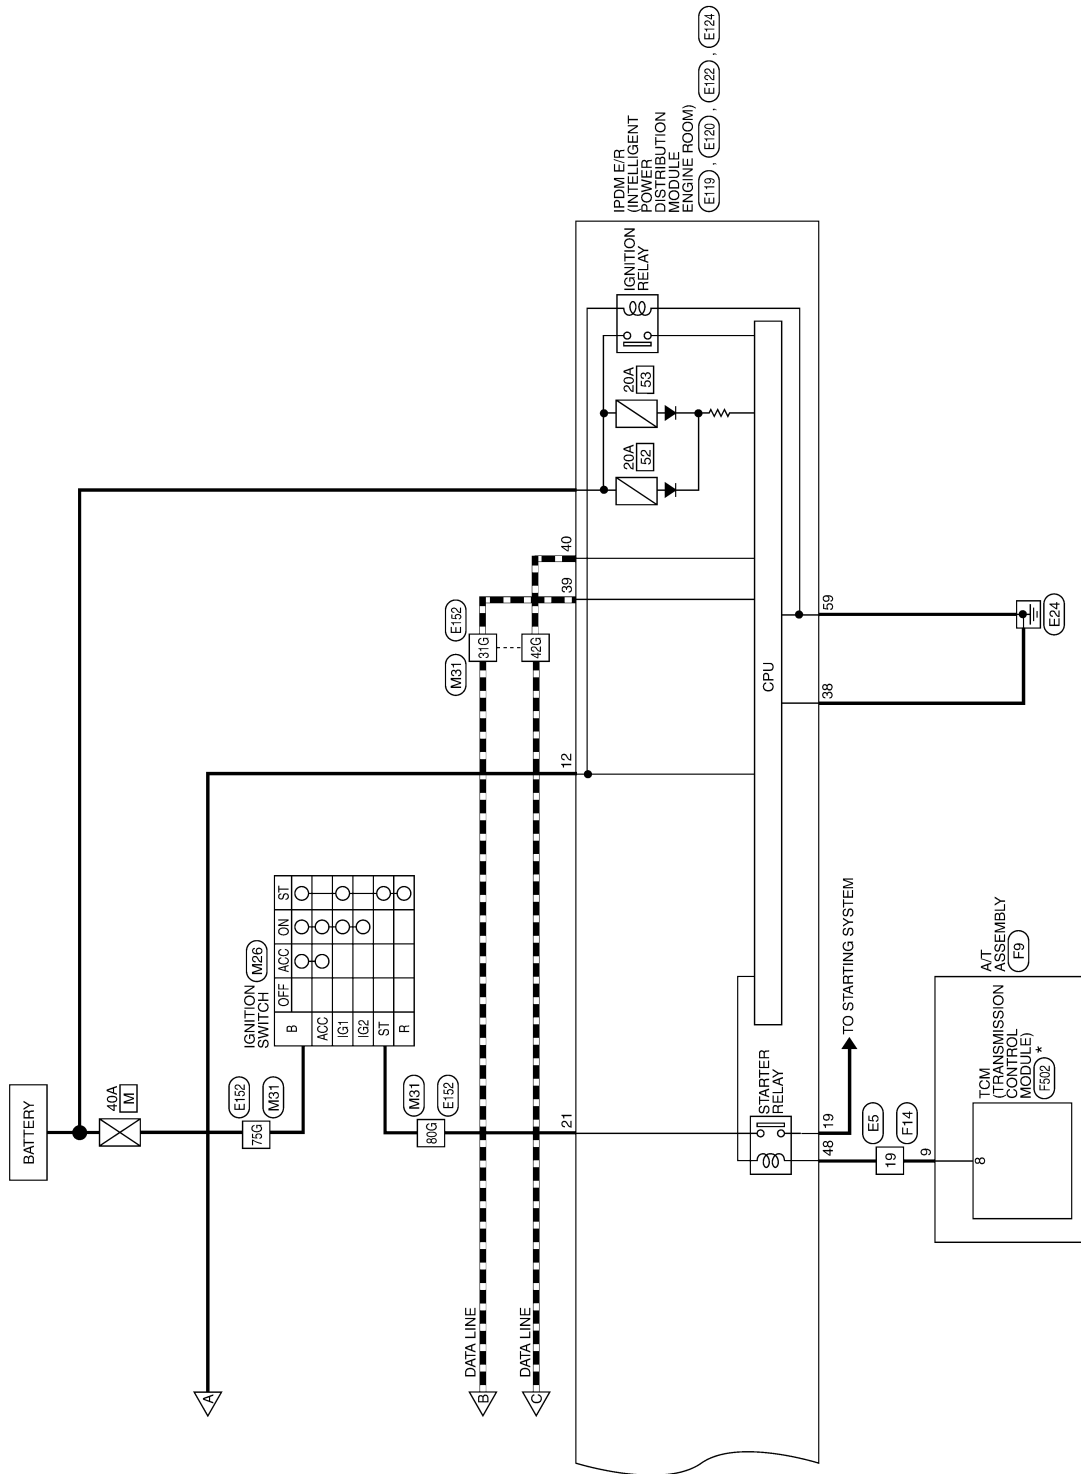 BATTERY
40A
M
E152
M31
75G
IGNITION
SWITCH
M26
OFF
ACC
ON
ST
B
ACC
IG1
IG2
ST
R
M31
E152
80G
A
B
DATA LINE
C
DATA LINE
M31
E152
31G
42G
21
12
39
40
20A
52
20A
53
IGNITION
RELAY
IPDM E/R
(INTELLIGENT
POWER
DISTRIBUTION
MODULE
ENGINE ROOM)
E119 , E120 , E122 , E124
CPU
STARTER
RELAY
48
19
38
59
E24
TO STARTING SYSTEM
E5
F14
19
9
8
TCM
(TRANSMISSION
CONTROL
MODULE)
F502 *
A/T
ASSEMBLY
F9